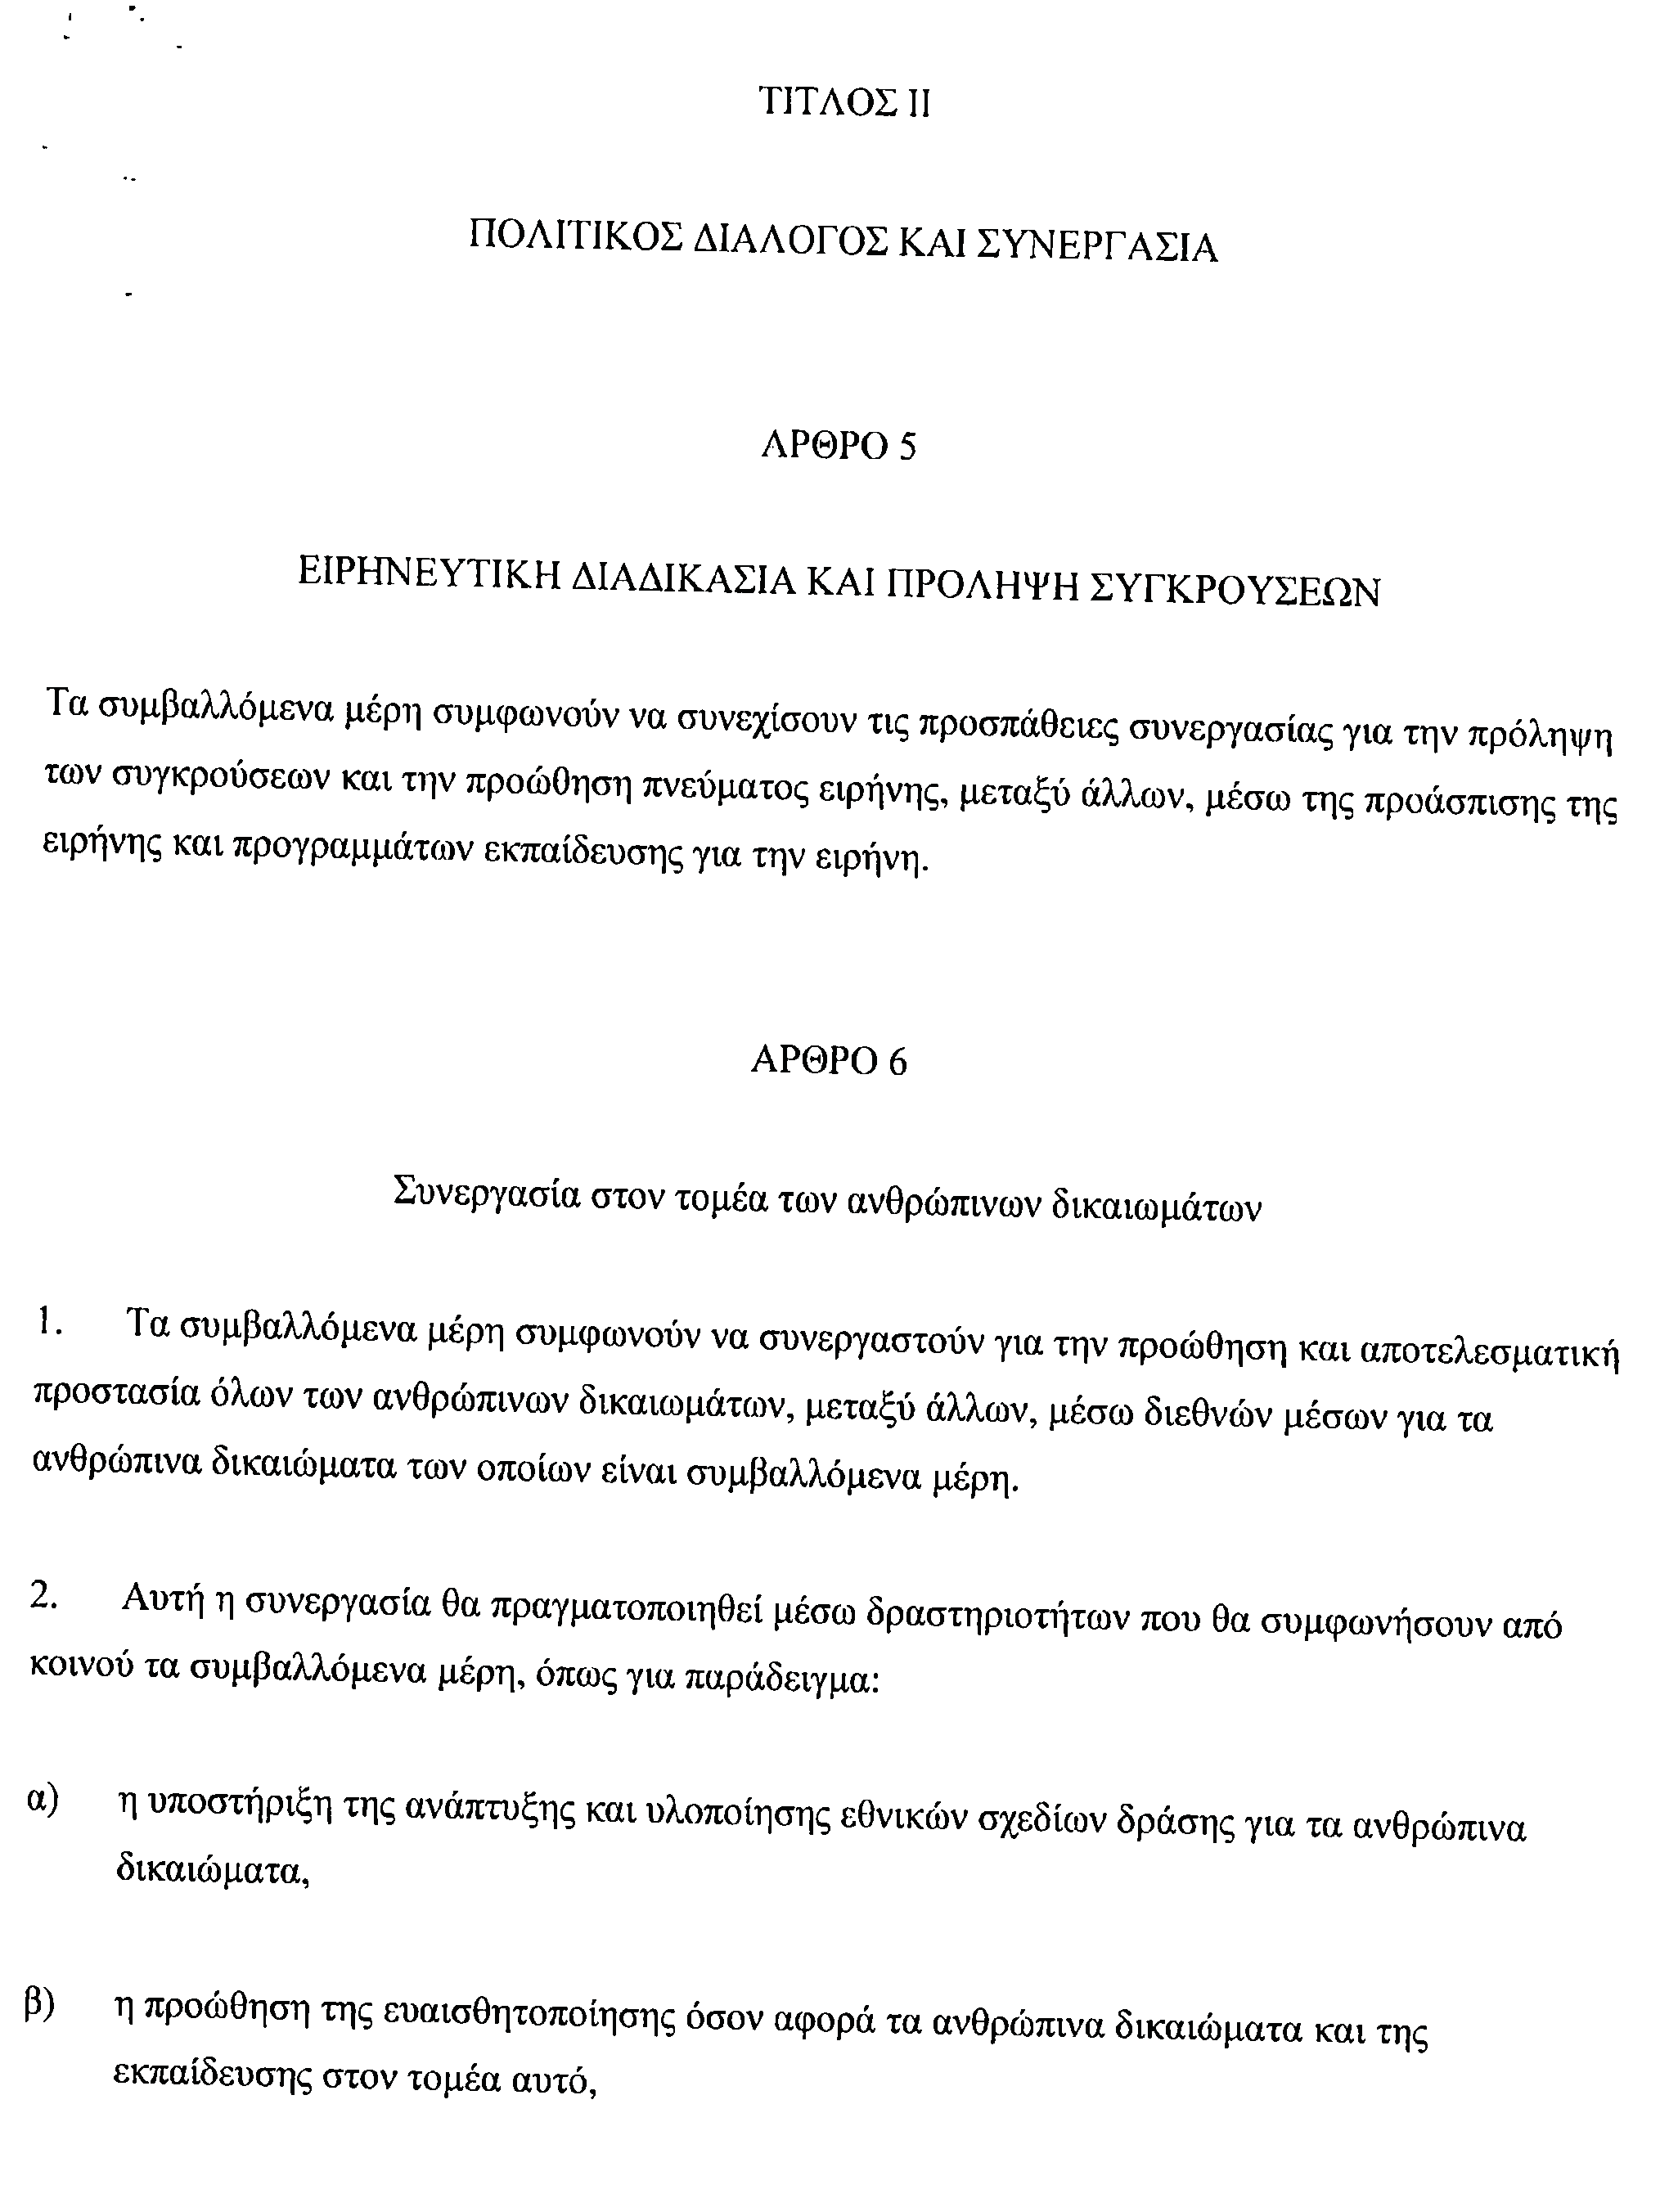 ΤΙΤΛΟΣ ΙΙ
ΠΟΛΙΤΙΚΟΣ ΔΙΑΛΟΓΟΣ ΚΑΙ ΣΥΝΕΡΓΑΣΙΑ
ΑΡΘΡΟ 5
ΕΙΡΗΝΕΥΤΙΚΗ ΔΙΑΔΙΚΑΣΙΑ ΚΑΙ ΠΡΟΛΗΨΗ ΣΥΓΚΡΟΥΣΕΩΝ
Τα συμβαλλόμενα μέρη συμφωνούν να συνεχίσουν τις προσπάθειες συνεργασίας για την πρόληψη
των συγκρούσεων και την προώθηση πνεύματος ειρήνης, μεταξύ άλλων, μέσω της προάσπισης της
ειρήνης και προγραμμάτων εκπαίδευσης για την ειρήνη.
ΑΡΘΡΟ 6
Συνεργασία στον τομέα των ανθρώπινων δικαιωμάτων
1. Τα συμβαλλόμενα μέρη συμφωνούν να συνεργαστούν για την προώθηση και αποτελεσματική
προστασία όλων των ανθρώπινων δικαιωμάτων, μεταξύ άλλων, μέσω διεθνών μέσων για τα
ανθρώπινα δικαιώματα των οποίων είναι συμβαλλόμενα μέρη.
2. Αυτή η συνεργασία θα πραγματοποιηθεί μέσω δραστηριοτήτων που θα συμφωνήσουν από
κοινού τα συμβαλλόμενα μέρη, όπως για παράδειγμα:
α) η υποστήριξη της ανάπτυξης και υλοποίησης εθνικών σχεδίων δράσης για τα ανθρώπινα
δικαιώματα,
β) η προώθηση της ευαισθητοποίησης όσον αφορά τα ανθρώπινα δικαιώματα και της
εκπαίδευσης στον τομέα αυτό,